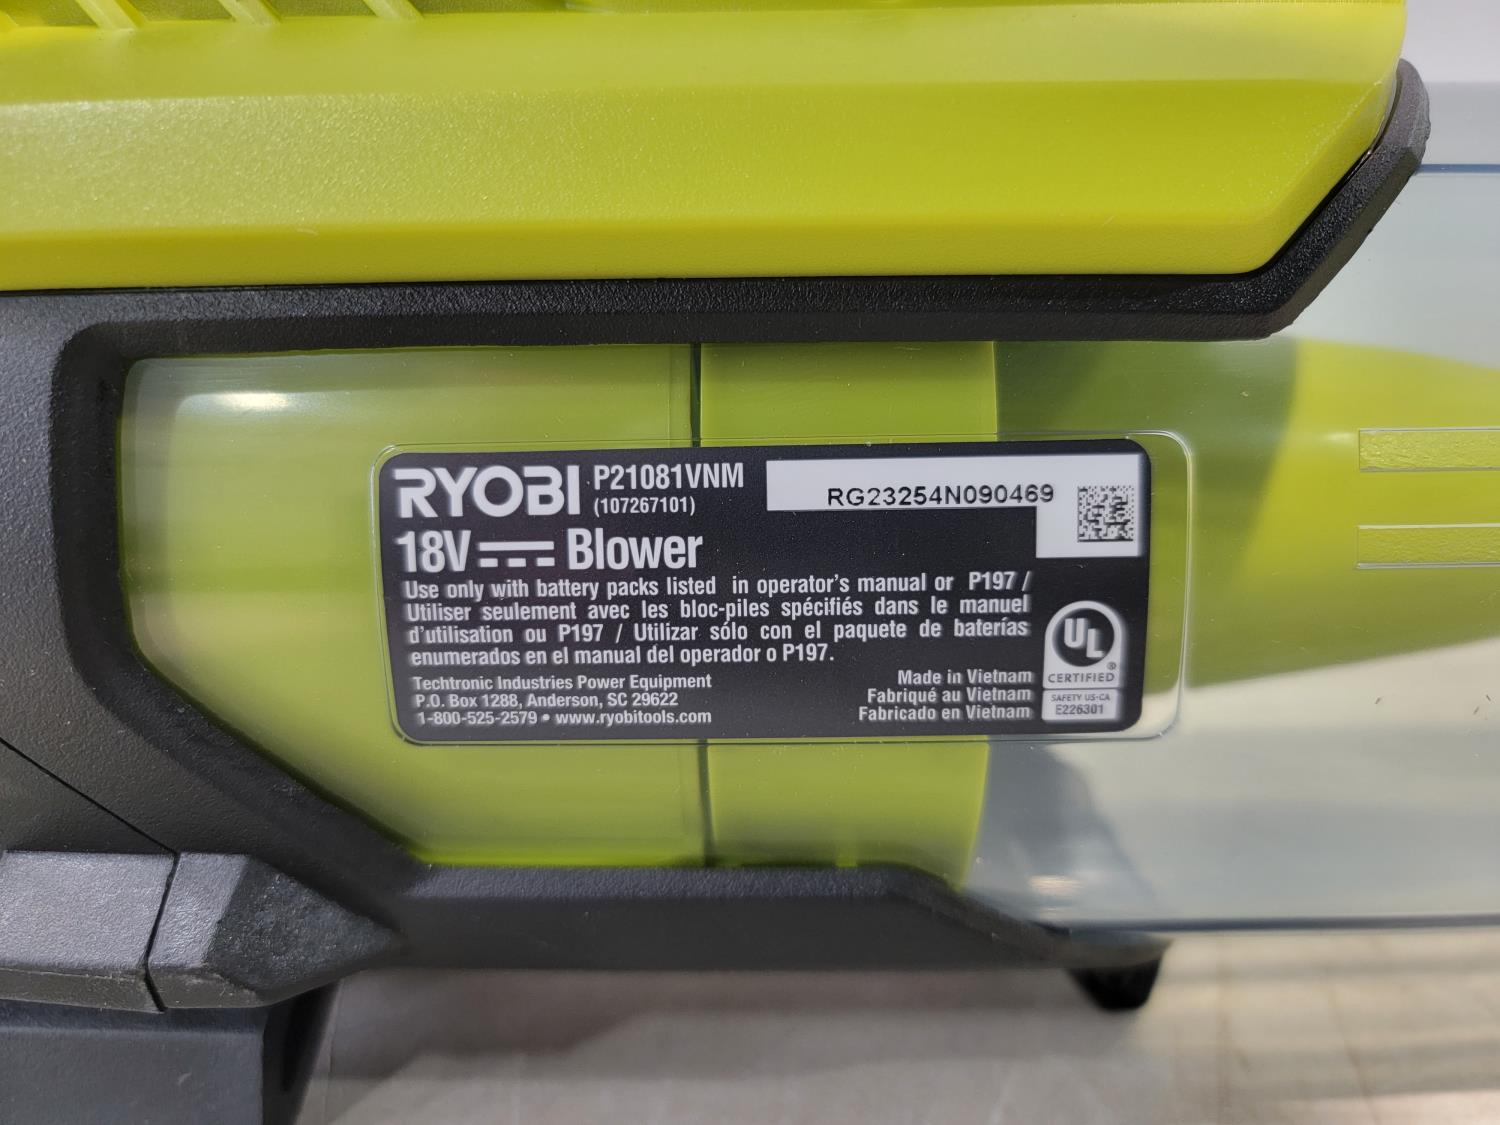 RYOBI P21081VNM
(107267101)
RG23254N090469
18V Blower
Use only with battery packs listed in operator's manual or P197 /
Utiliser seulement avec les bloc-piles spécifiés dans le manuel
d'utilisation ou P197 / Utilizar sólo con el paquete de baterías
enumerados en el manual del operador o P197.
Techtronic Industries Power Equipment
P.O. Box 1288, Anderson, SC 29622
1-800-525-2579 • www.ryobitools.com
Made in Vietnam
Fabriqué au Vietnam
Fabricado en Vietnam
UL ®
CERTIFIED
SAFETY US-CA
E226301